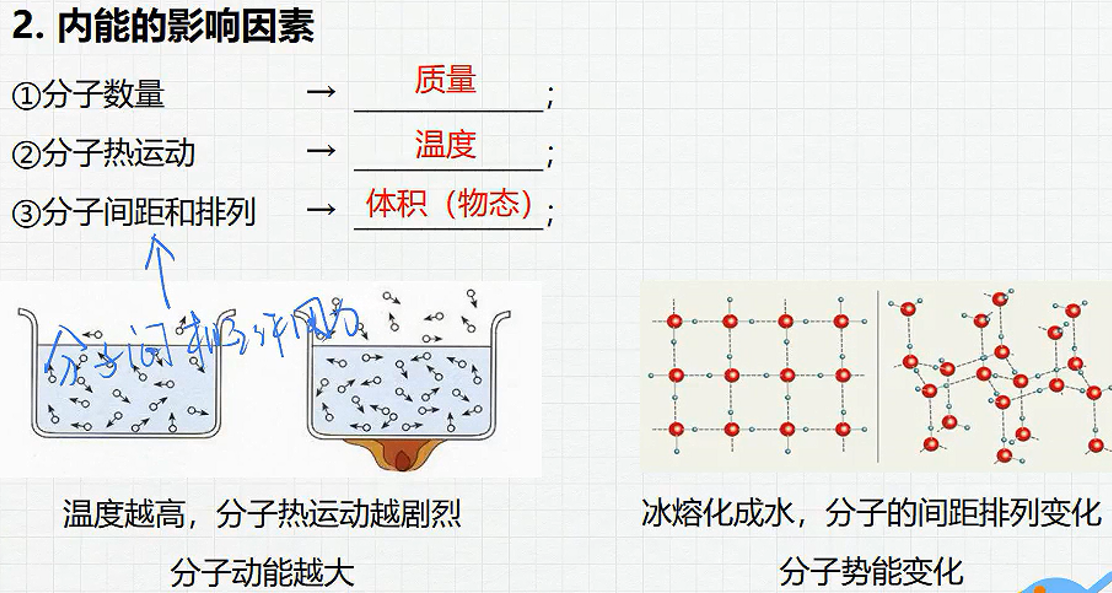 2. 内能的影响因素
①分子数量 → 质量；
②分子热运动 → 温度；
③分子间距和排列 → 体积（物态）；
分子间相互作用力
温度越高，分子热运动越剧烈
分子动能越大
冰熔化成水，分子的间距排列变化
分子势能变化